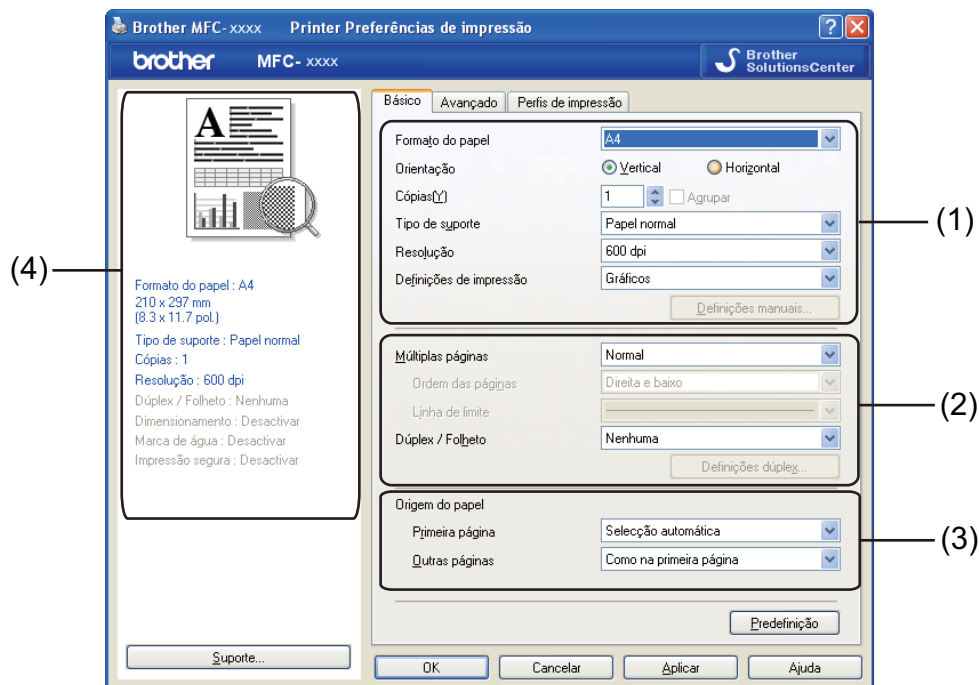 Brother MFC- xxxx Printer Preferências de impressão
brother MFC- xxxx
Brother
SolutionsCenter
A
Formato do papel : A4
210 x 297 mm
(8.3 x 11.7 pol.)
Tipo de suporte : Papel normal
Cópias : 1
Resolução : 600 dpi
Dúplex / Folheto : Nenhuma
Dimensionamento : Desactivar
Marca de água : Desactivar
Impressão segura : Desactivar
Suporte...
(4)
Básico Avançado Perfis de impressão
Formato do papel A4
Orientação Vertical Horizontal
Cópias(Y) 1 Agrupar
Tipo de suporte Papel normal
Resolução 600 dpi
Definições de impressão Gráficos
Definições manuais...
(1)
Múltiplas páginas Normal
Ordem das páginas Direita e baixo
Linha de limite
Dúplex / Folheto Nenhuma
Definições dúplex...
(2)
Origem do papel
Primeira página Selecção automática
Outras páginas Como na primeira página
(3)
Predefinição
OK Cancelar Aplicar Ajuda